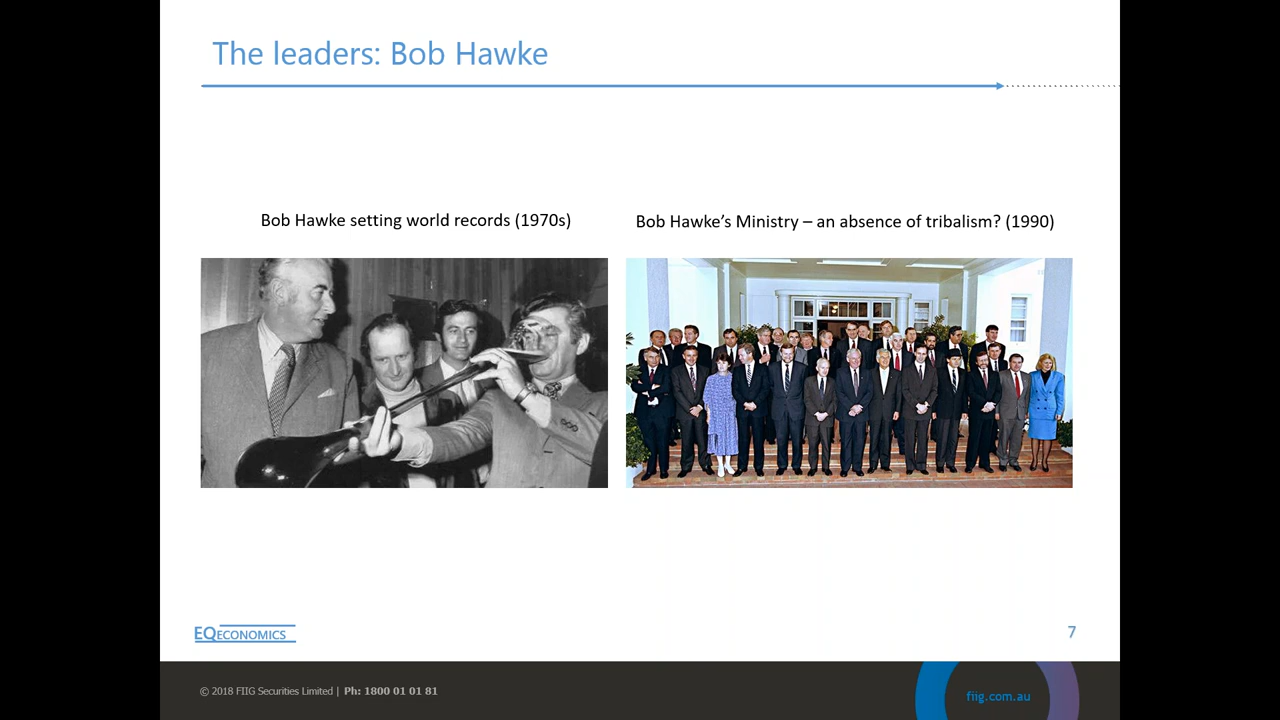 The leaders: Bob Hawke
Bob Hawke setting world records (1970s)
Bob Hawke’s Ministry – an absence of tribalism? (1990)
EQECONOMICS
7
© 2018 FIIG Securities Limited | Ph: 1800 01 01 81
fiig.com.au